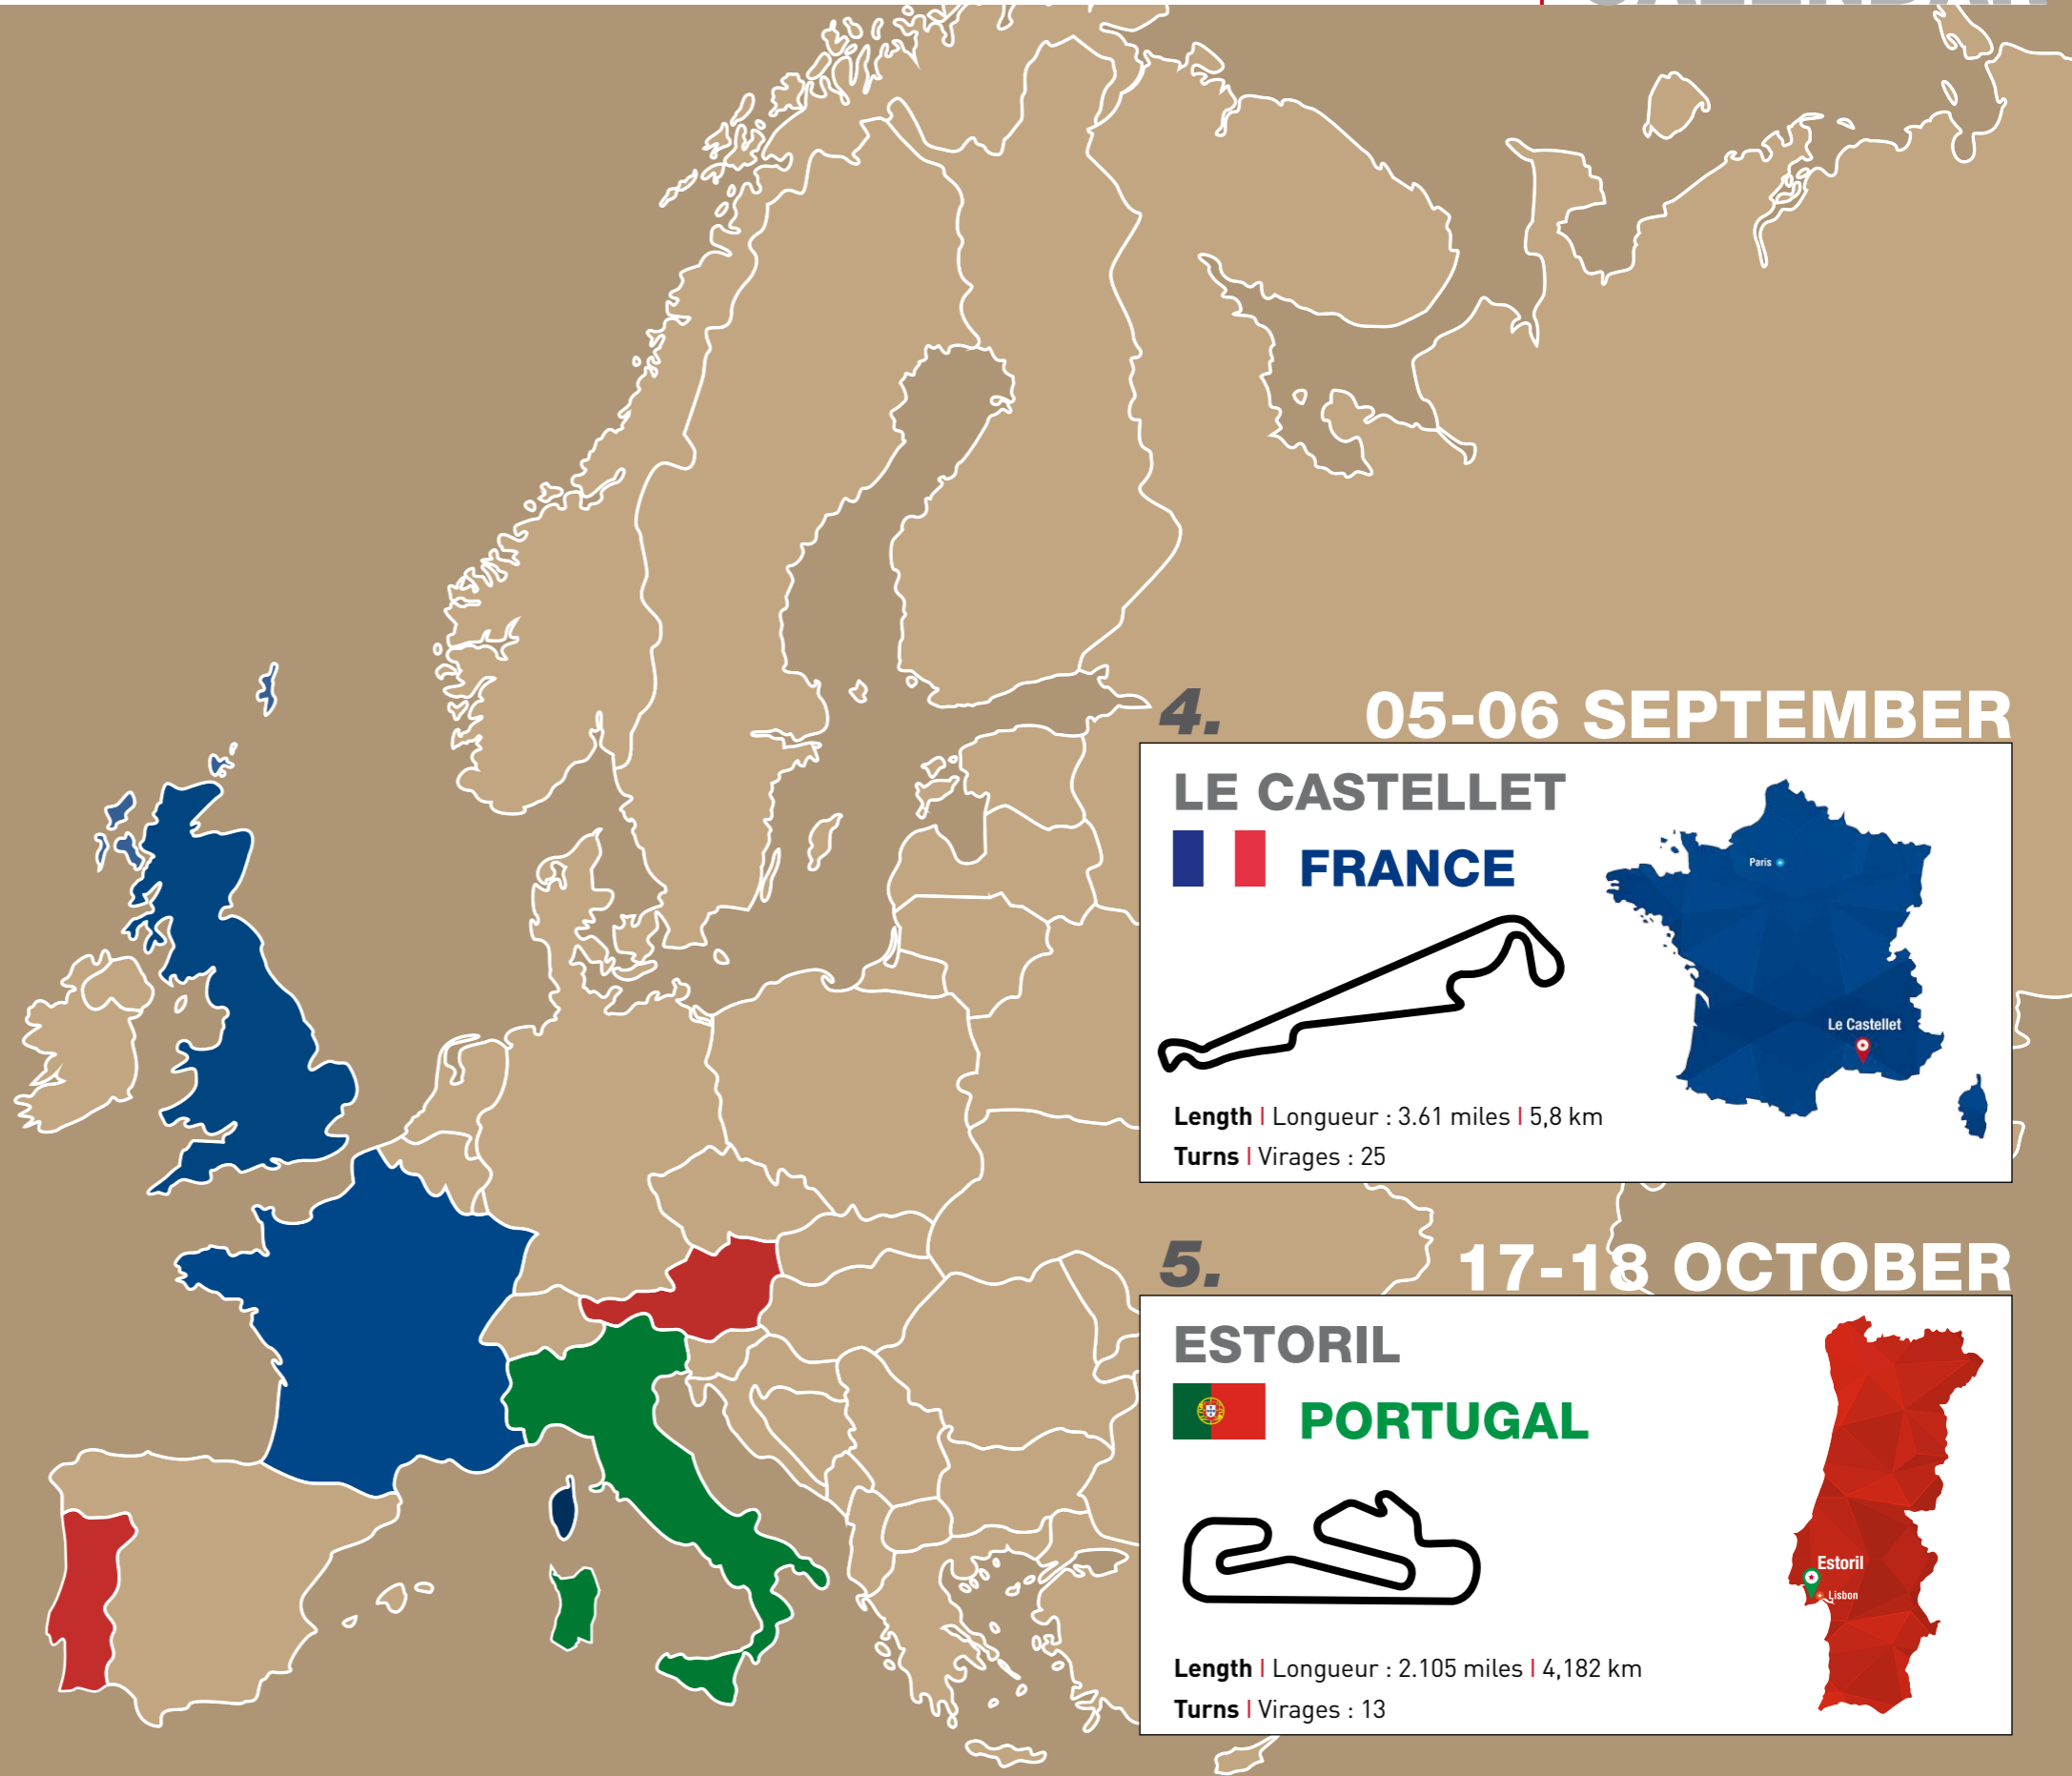 CALENDAR
4.
05-06 SEPTEMBER
LE CASTELLET
FRANCE
Paris
Le Castellet
Length | Longueur : 3.61 miles | 5,8 km
Turns | Virages : 25
5.
17-18 OCTOBER
ESTORIL
PORTUGAL
Estoril
Lisbon
Length | Longueur : 2.105 miles | 4,182 km
Turns | Virages : 13